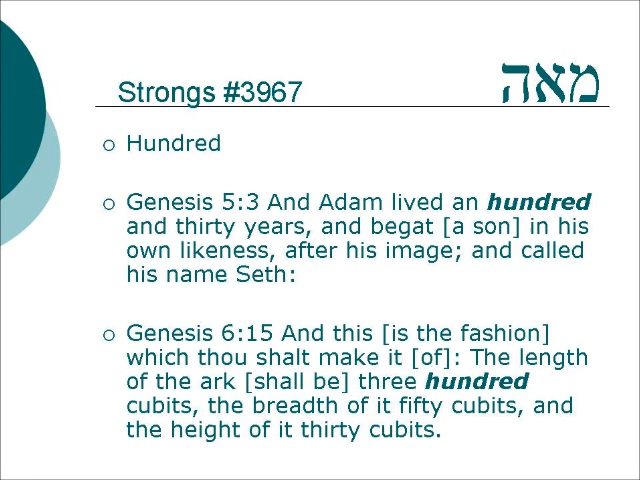 Strongs #3967 מאה
Hundred
Genesis 5:3 And Adam lived an hundred
and thirty years, and begat [a son] in his
own likeness, after his image; and called
his name Seth:
Genesis 6:15 And this [is the fashion]
which thou shalt make it [of]: The length
of the ark [shall be] three hundred
cubits, the breadth of it fifty cubits, and
the height of it thirty cubits.